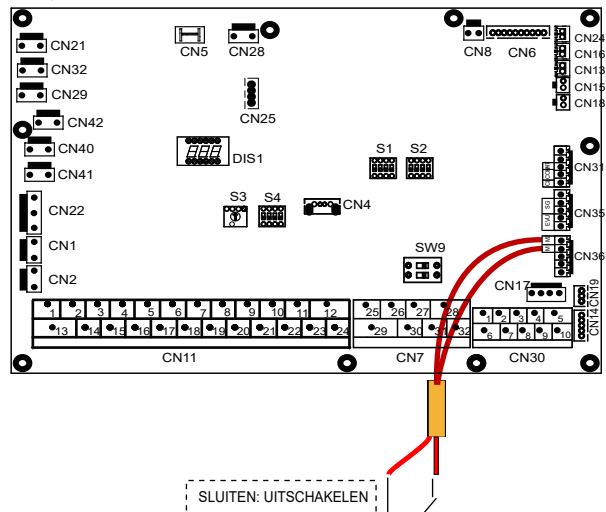 CN21
CN32
CN29
CN42
CN40
CN41
CN22
CN1
CN2
CN5
CN28
CN25
DIS1
S1 S2
S3 S4
CN4
SW9
CN8 CN6
CN24
CN16
CN13
CN15
CN18
CN31
CN35
SG
CN36
CN17
CN19
CN14
1 2 3 4 5 6 7 8 9 10 11 12
13 14 15 16 17 18 19 20 21 22 23 24
CN11
25 26 27 28
29 30 31 32
CN7
1 2 3 4 5
6 7 8 9 10
CN30
SLUITEN: UITSCHAKELEN